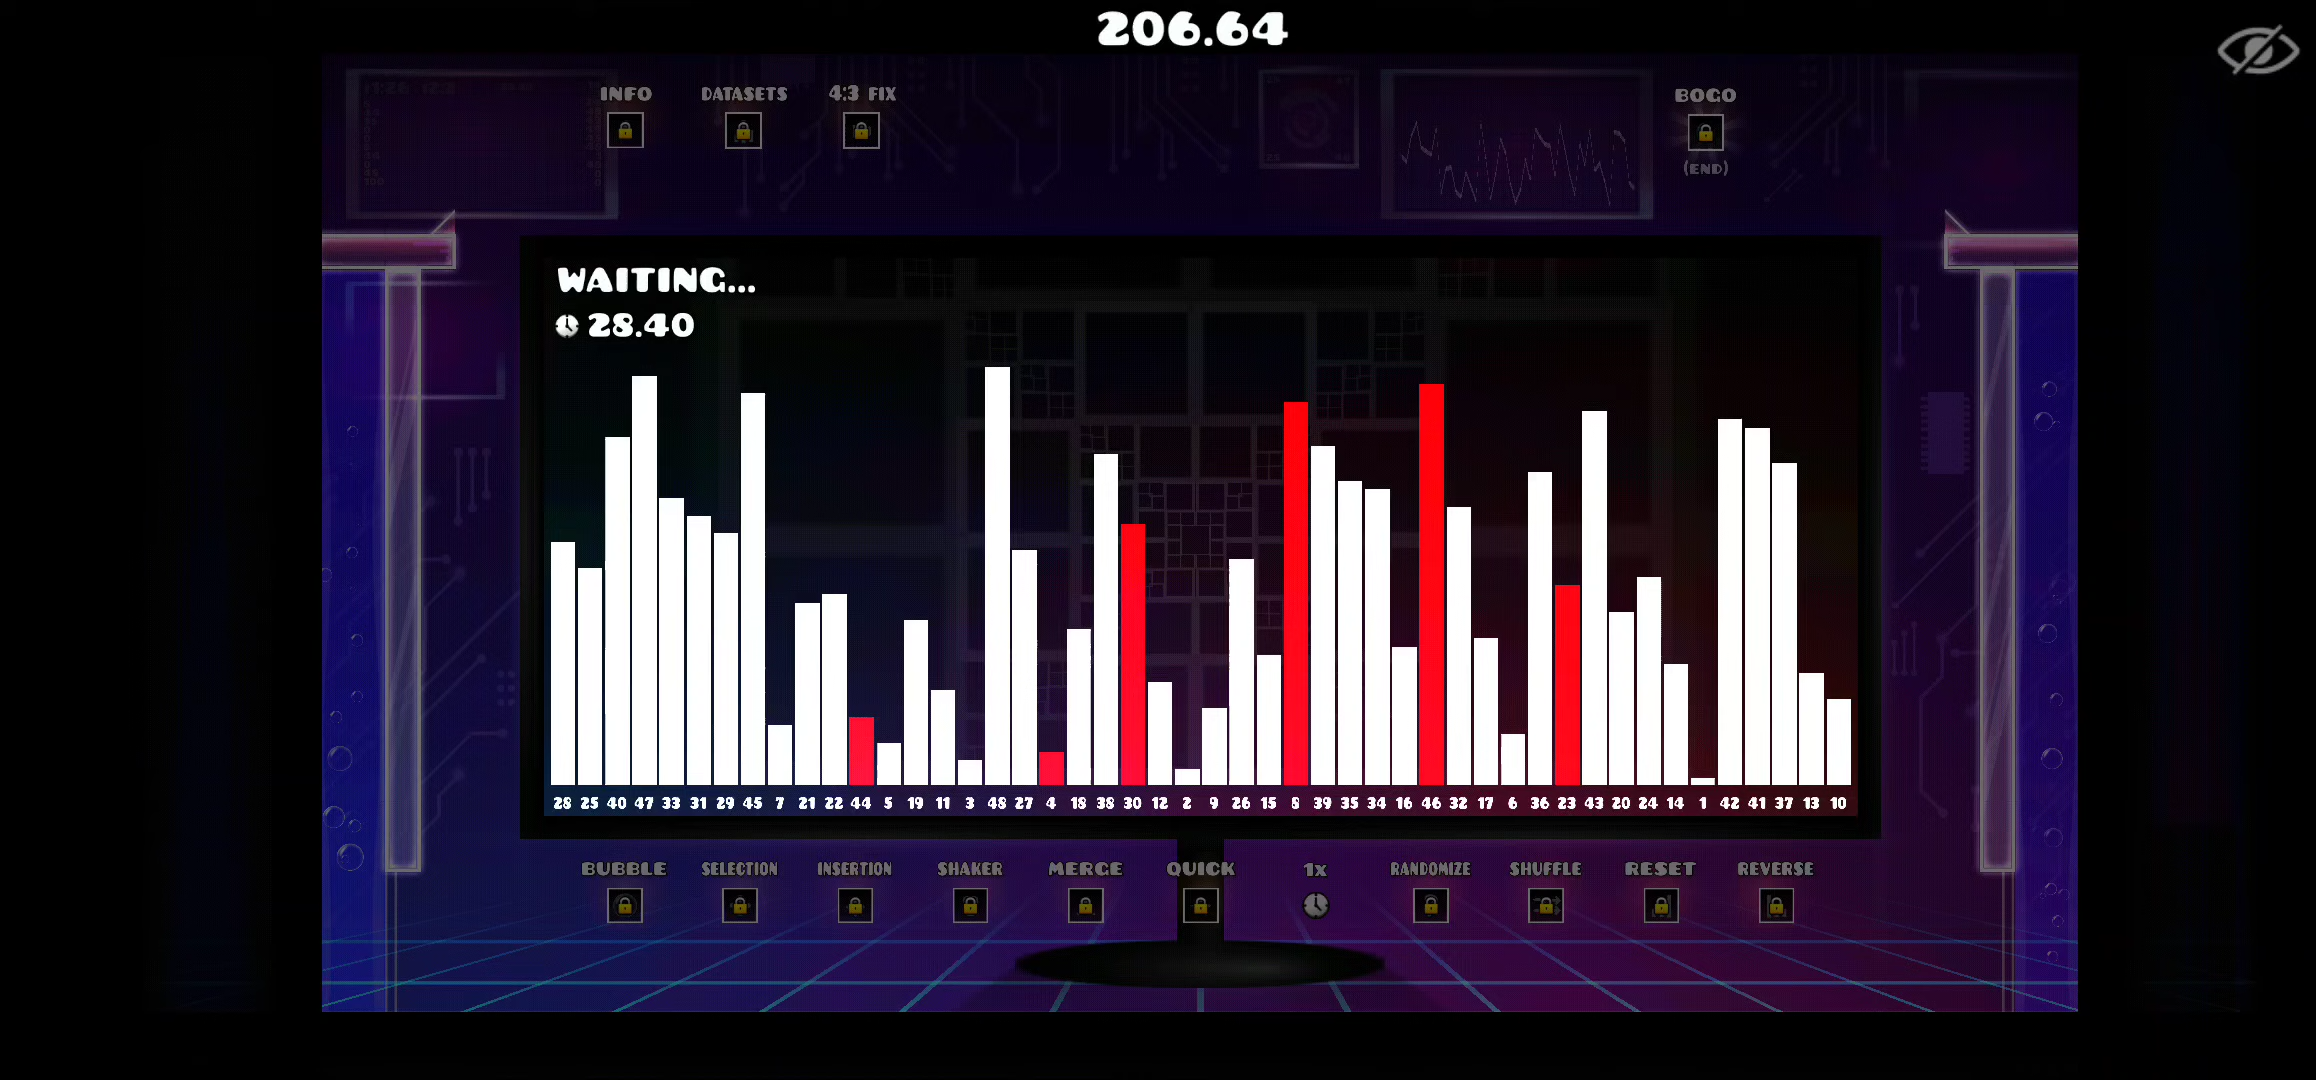 206.64
INFO DATASETS 4:3 FIX BOGO
(END)
WAITING...
28.40
28 25 40 47 33 31 29 45 7 21 22 44 5 19 11 3 48 27 4 18 38 30 12 2 9 26 15 8 39 35 34 16 46 32 17 6 36 23 43 20 24 14 1 42 41 37 13 10
BUBBLE SELECTION INSERTION SHAKER MERGE QUICK 1x RANDOMIZE SHUFFLE RESET REVERSE